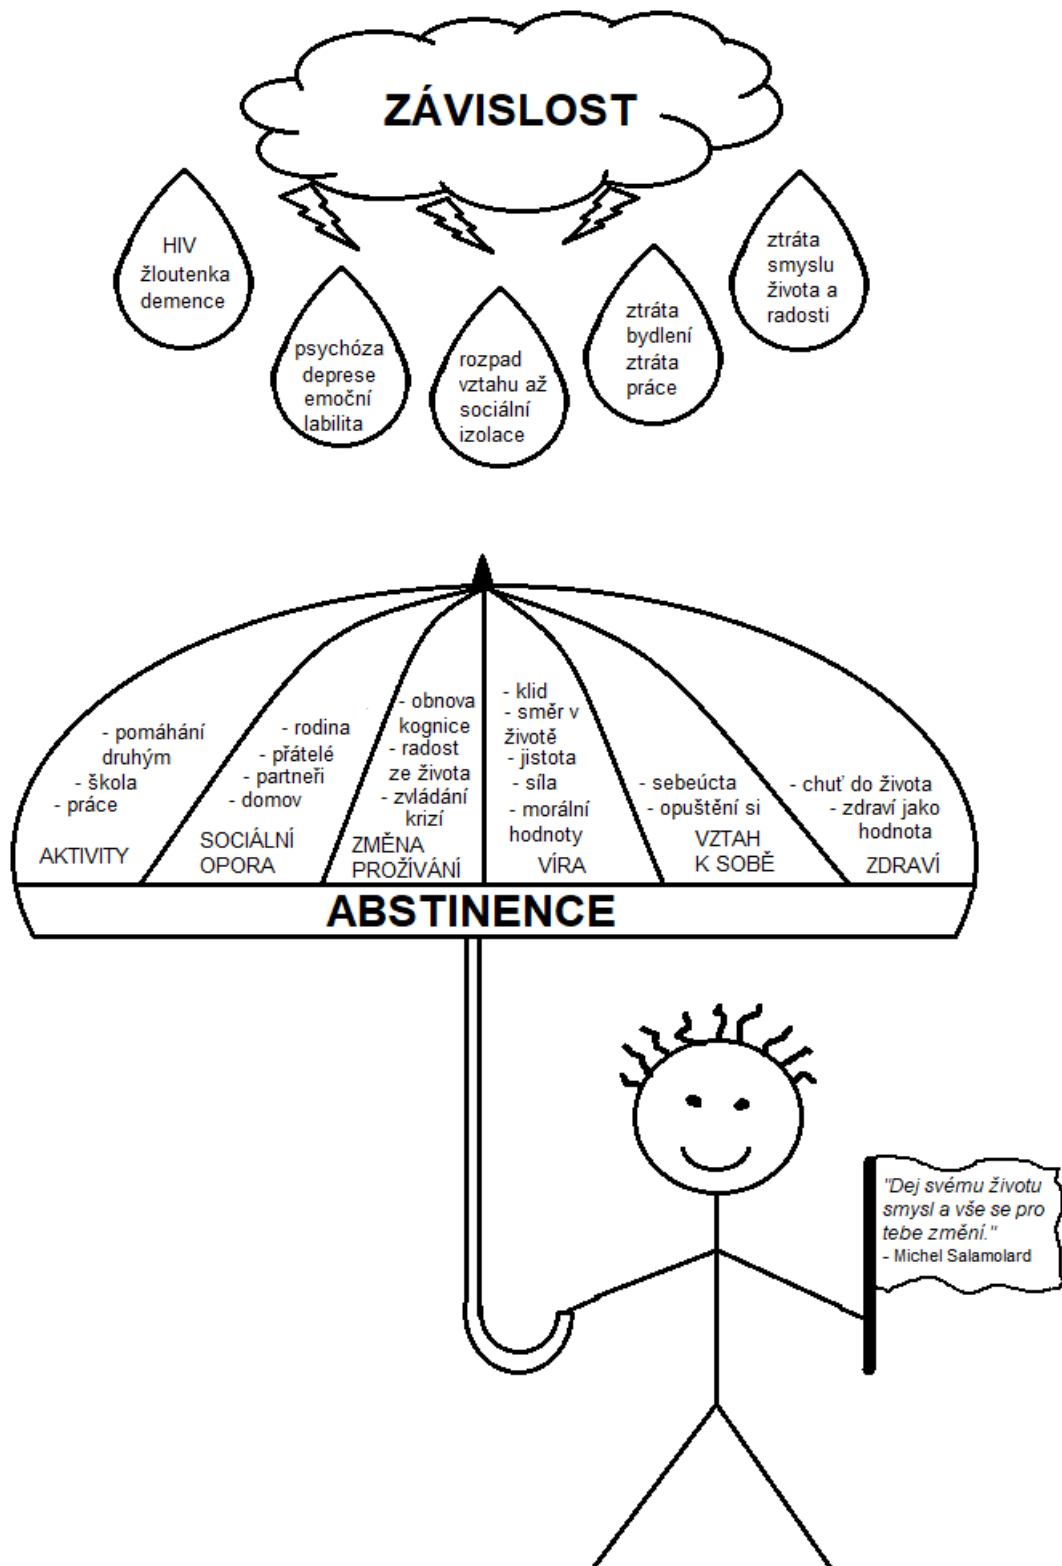 ZÁVISLOST
HIV
žloutenka
demence
psychóza
deprese
emoční
labilita
rozpad
vztahu až
sociální
izolace
ztráta
bydlení
ztráta
práce
ztráta
smyslu
života a
radosti
- pomáhání
druhým
- škola
- práce
AKTIVITY
- rodina
- přátelé
- partneři
- domov
SOCIÁLNÍ
OPORA
- obnova
kognice
- radost
ze života
- zvládání
krizí
ZMĚNA
PROŽÍVÁNÍ
- klid
- směr v
životě
- jistota
- síla
- morální
hodnoty
VÍRA
- sebeúcta
- opuštění si
VZTAH
K SOBĚ
- chuť do života
- zdraví jako
hodnota
ZDRAVÍ
ABSTINENCE
"Dej svému životu
smysl a vše se pro
tebe změní."
- Michel Salamolard